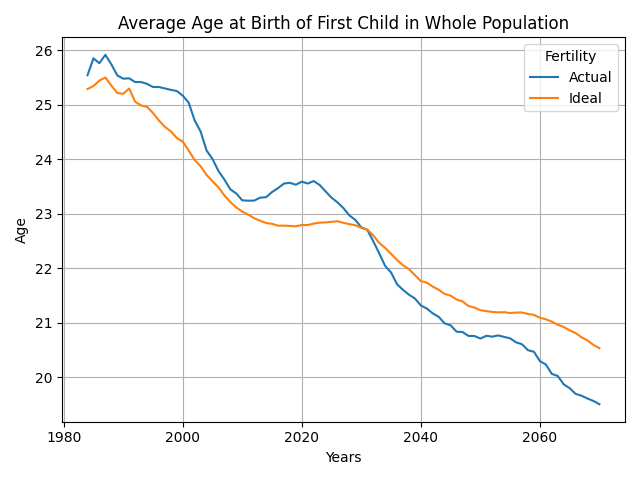 Average Age at Birth of First Child in Whole Population
Fertility
Actual
Ideal
Age
26
25
24
23
22
21
20
1980
2000
2020
2040
2060
Years